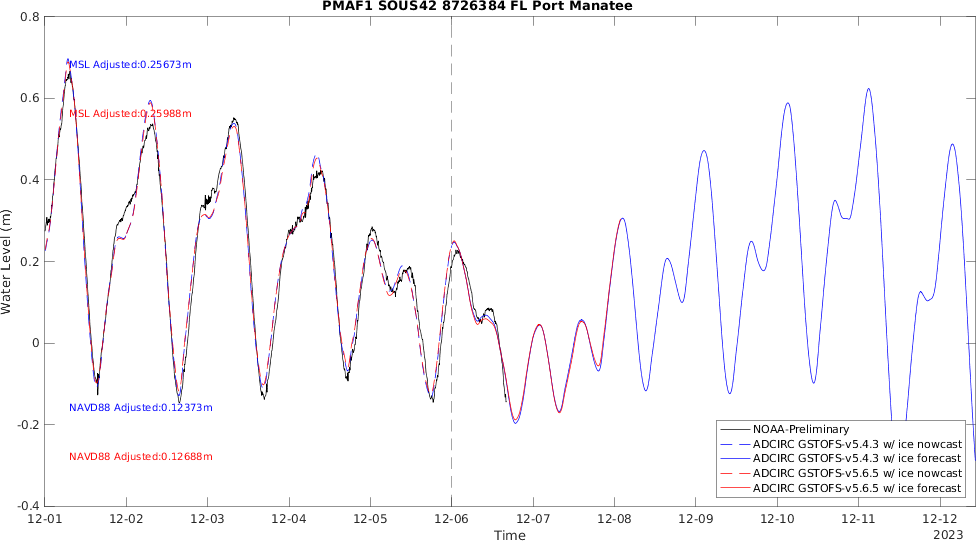 PMAF1 SOUS42 8726384 FL Port Manatee
0.8
0.6
0.4
0.2
0
-0.2
-0.4
Water Level (m)
MSL Adjusted:0.25673m
MSL Adjusted:0.25988m
NAVD88 Adjusted:0.12373m
NAVD88 Adjusted:0.12688m
NOAA-Preliminary
ADCIRC GSTOFS-v5.4.3 w/ ice nowcast
ADCIRC GSTOFS-v5.4.3 w/ ice forecast
ADCIRC GSTOFS-v5.6.5 w/ ice nowcast
ADCIRC GSTOFS-v5.6.5 w/ ice forecast
12-01 12-02 12-03 12-04 12-05 12-06 12-07 12-08 12-09 12-10 12-11 12-12
Time
2023